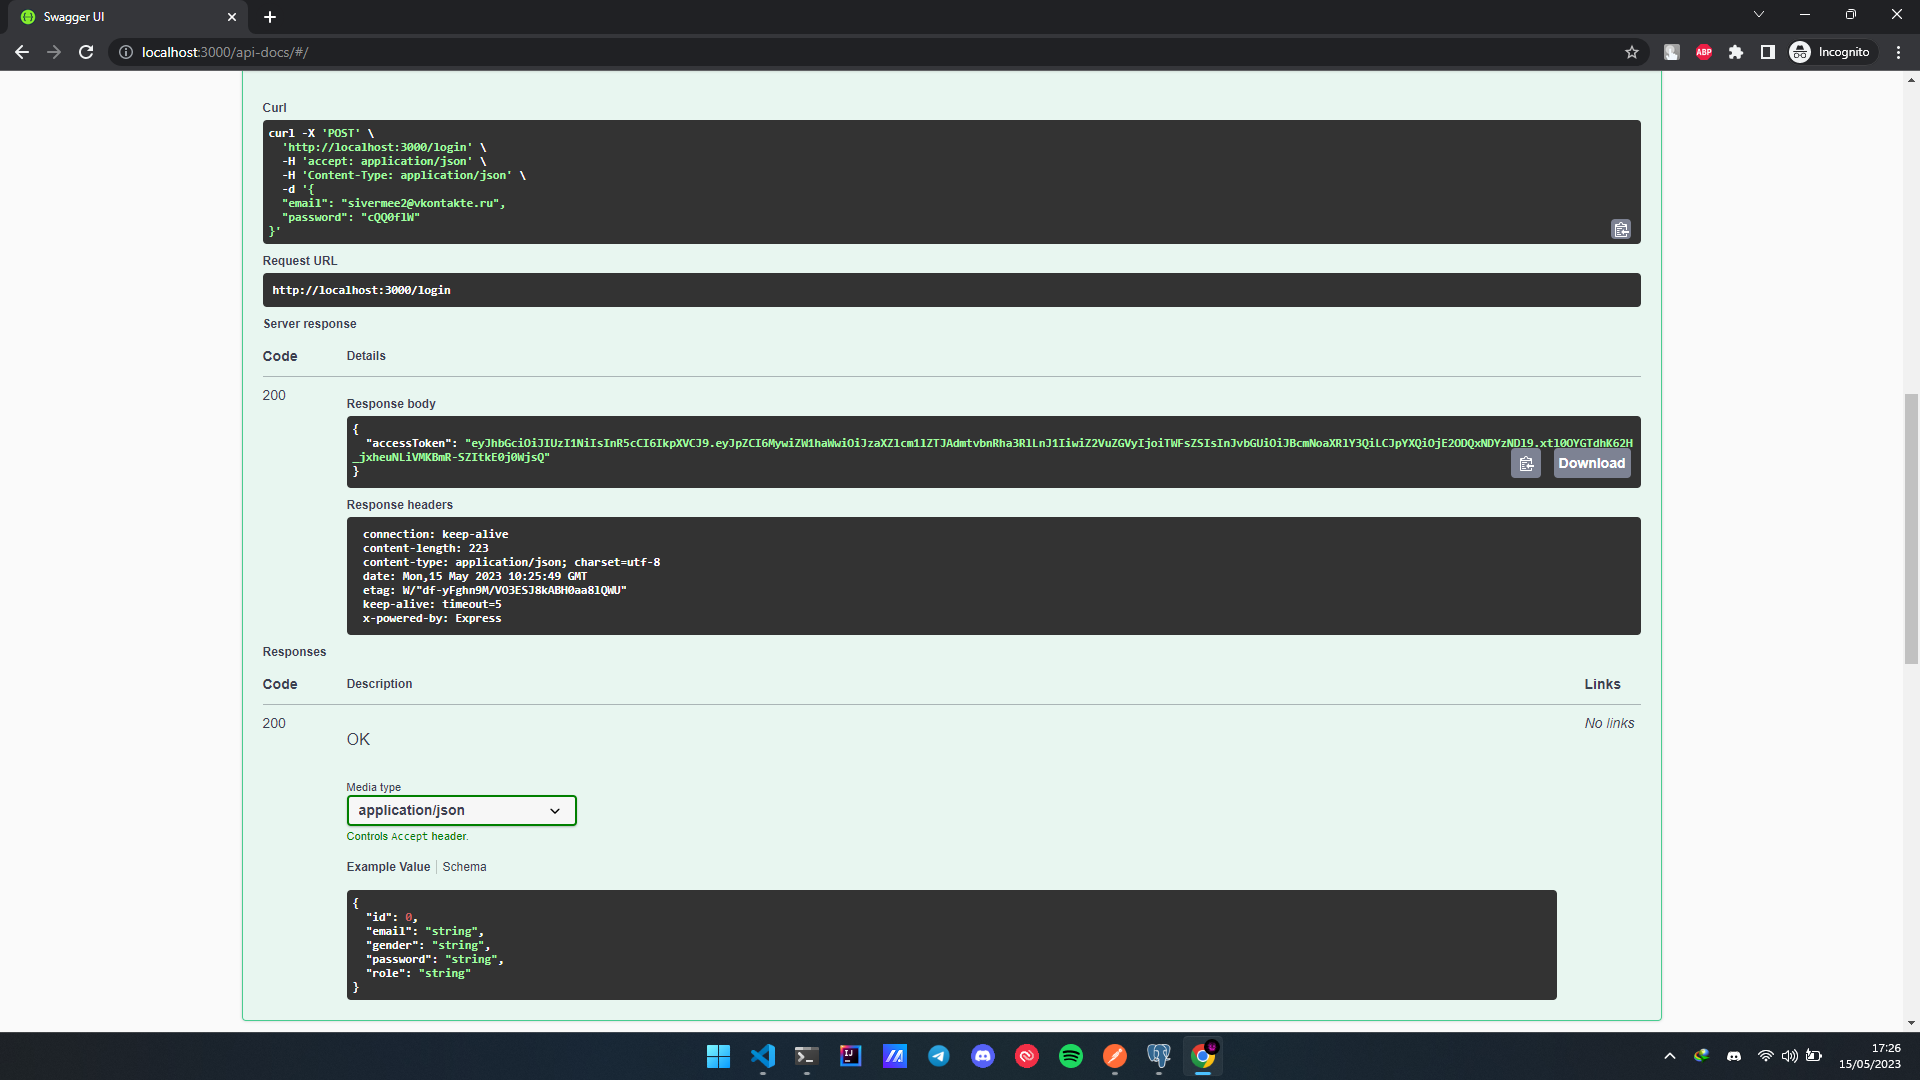 Swagger UI
localhost:3000/api-docs/#/
ABP
Incognito
Curl
curl -X 'POST' \
'http://localhost:3000/login' \
-H 'accept: application/json' \
-H 'Content-Type: application/json' \
-d '{
"email": "sivermee2@vkontakte.ru",
"password": "cQQ0flW"
}'
Request URL
http://localhost:3000/login
Server response
Code Details
200
Response body
{
"accessToken": "eyJhbGciOiJIUzI1NiIsInR5cCI6IkpXVCJ9.eyJpZCI6MywiZW1haWwiOiJzaXZlcm1lZTJAdmtvbnRha3RlLnJ1IiwiZ2VuZGVyIjoiTWFsZSIsInJvbGUiOiJBcmNoaXRlY3QiLCJpYXQiOjE2ODQxNDYzNDl9.xtl0OYGTdhK62H
_jxheuNLiVMKBmR-SZItkE0j0WjsQ"
}
Download
Response headers
connection: keep-alive
content-length: 223
content-type: application/json; charset=utf-8
date: Mon,15 May 2023 10:25:49 GMT
etag: W/"df-yFghn9M/VO3ESJ8kABH0aa8lQWU"
keep-alive: timeout=5
x-powered-by: Express
Responses
Code Description Links
200
OK
No links
Media type
application/json
Controls Accept header.
Example Value Schema
{
"id": 0,
"email": "string",
"gender": "string",
"password": "string",
"role": "string"
}
17:26
15/05/2023